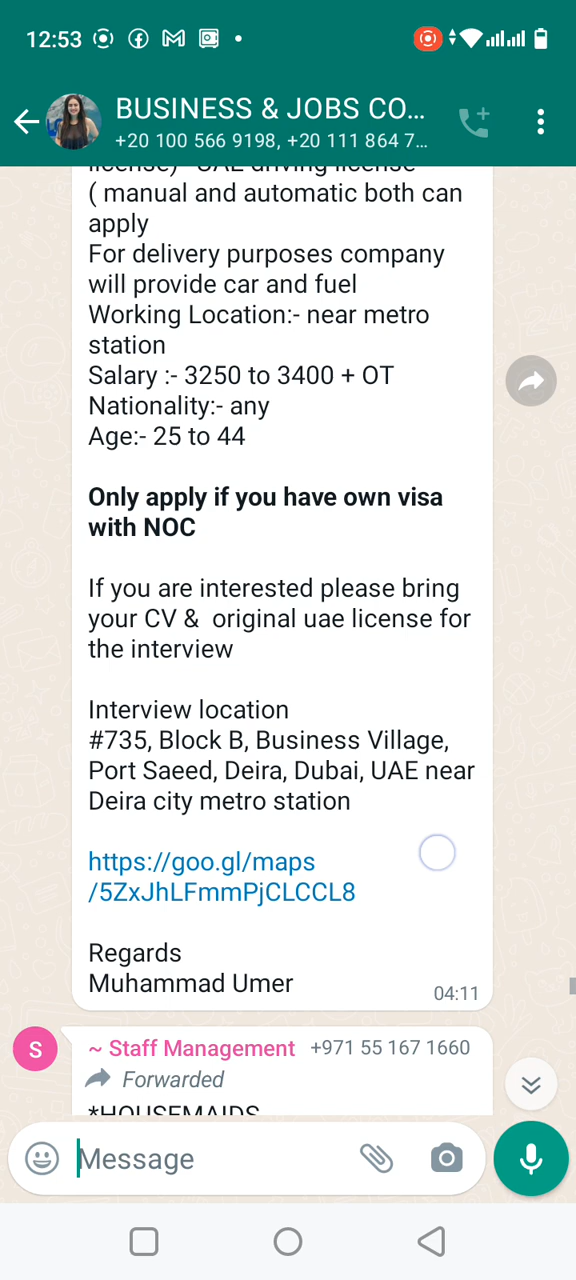 12:53
BUSINESS & JOBS CO...
+20 100 566 9198, +20 111 864 7...
license) UAE driving license
( manual and automatic both can
apply
For delivery purposes company
will provide car and fuel
Working Location:- near metro
station
Salary :- 3250 to 3400 + OT
Nationality:- any
Age:- 25 to 44
Only apply if you have own visa
with NOC
If you are interested please bring
your CV & original uae license for
the interview
Interview location
#735, Block B, Business Village,
Port Saeed, Deira, Dubai, UAE near
Deira city metro station
https://goo.gl/maps
/5ZxJhLFmmPjCLCCL8
Regards
Muhammad Umer
04:11
S
~ Staff Management +971 55 167 1660
Forwarded
*HOUSEMAIDS
Message